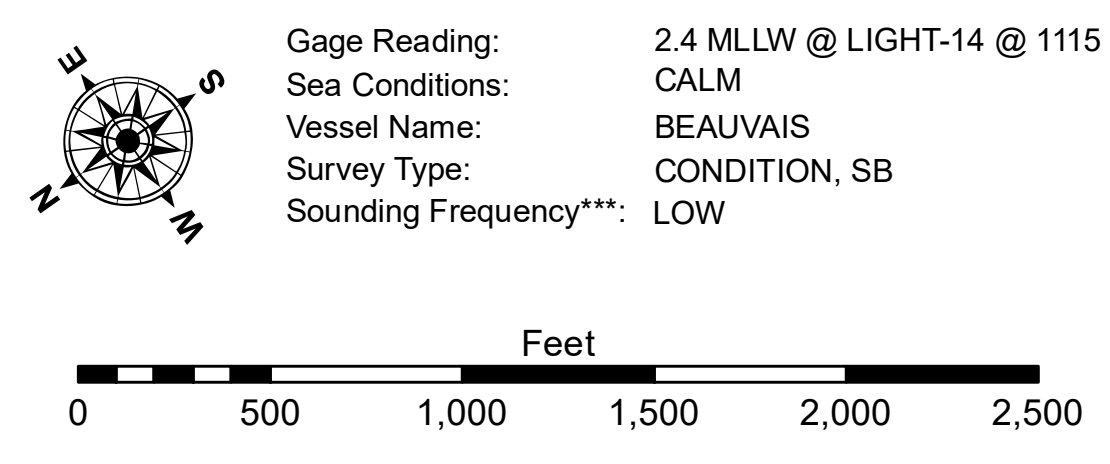 E
S
N
W
Gage Reading: 2.4 MLLW @ LIGHT-14 @ 1115
Sea Conditions: CALM
Vessel Name: BEAUVAIS
Survey Type: CONDITION, SB
Sounding Frequency***: LOW
Feet
0 500 1,000 1,500 2,000 2,500